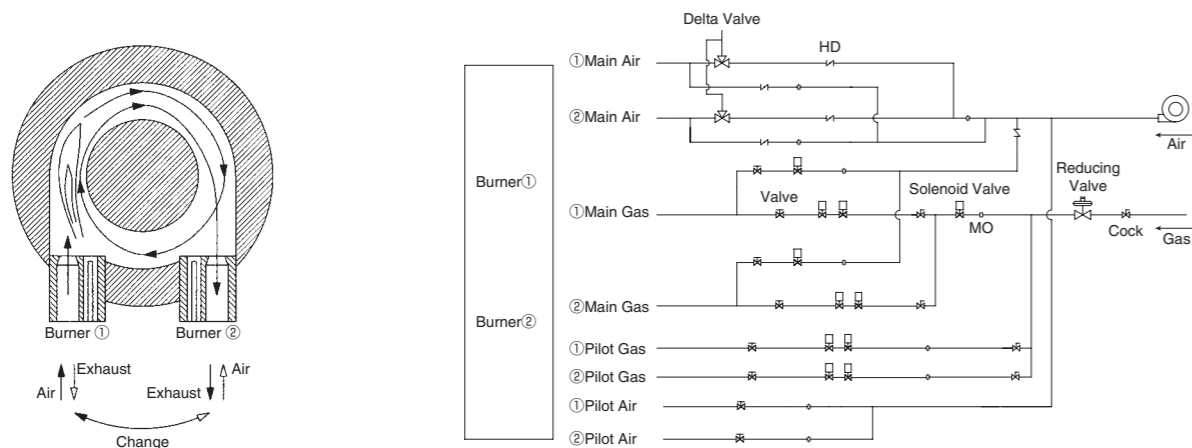 Burner ①
Burner ②
Exhaust
Air
Air
Exhaust
Change
Delta Valve
HD
①Main Air
②Main Air
Air
Burner①
Reducing
Valve
Valve
Solenoid Valve
①Main Gas
MO
Cock
Gas
②Main Gas
Burner②
①Pilot Gas
②Pilot Gas
①Pilot Air
②Pilot Air